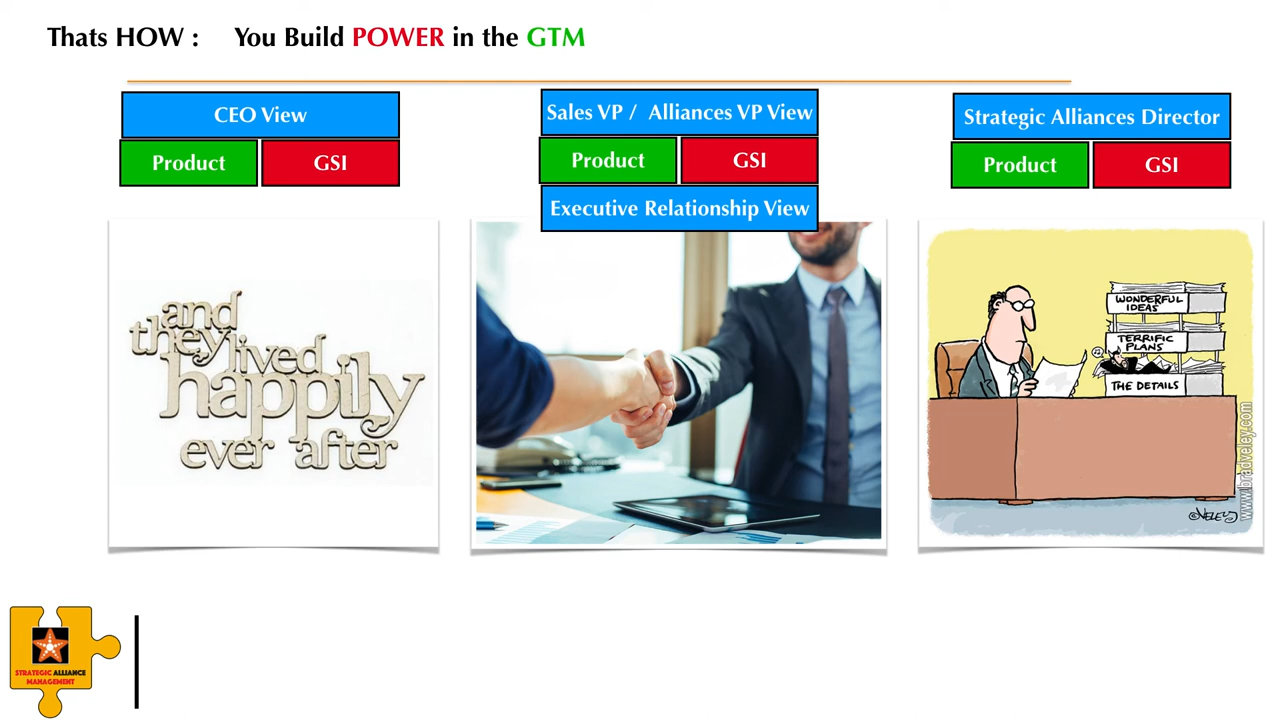 Thats HOW : You Build POWER in the GTM
CEO View
Product GSI
Sales VP / Alliances VP View
Product GSI
Executive Relationship View
Strategic Alliances Director
Product GSI
and
they lived
happily
ever after
WONDERFUL
IDEAS
TERRIFIC
PLANS
THE DETAILS
www.bradveley.com
©VELEY
STRATEGIC ALLIANCE
MANAGEMENT